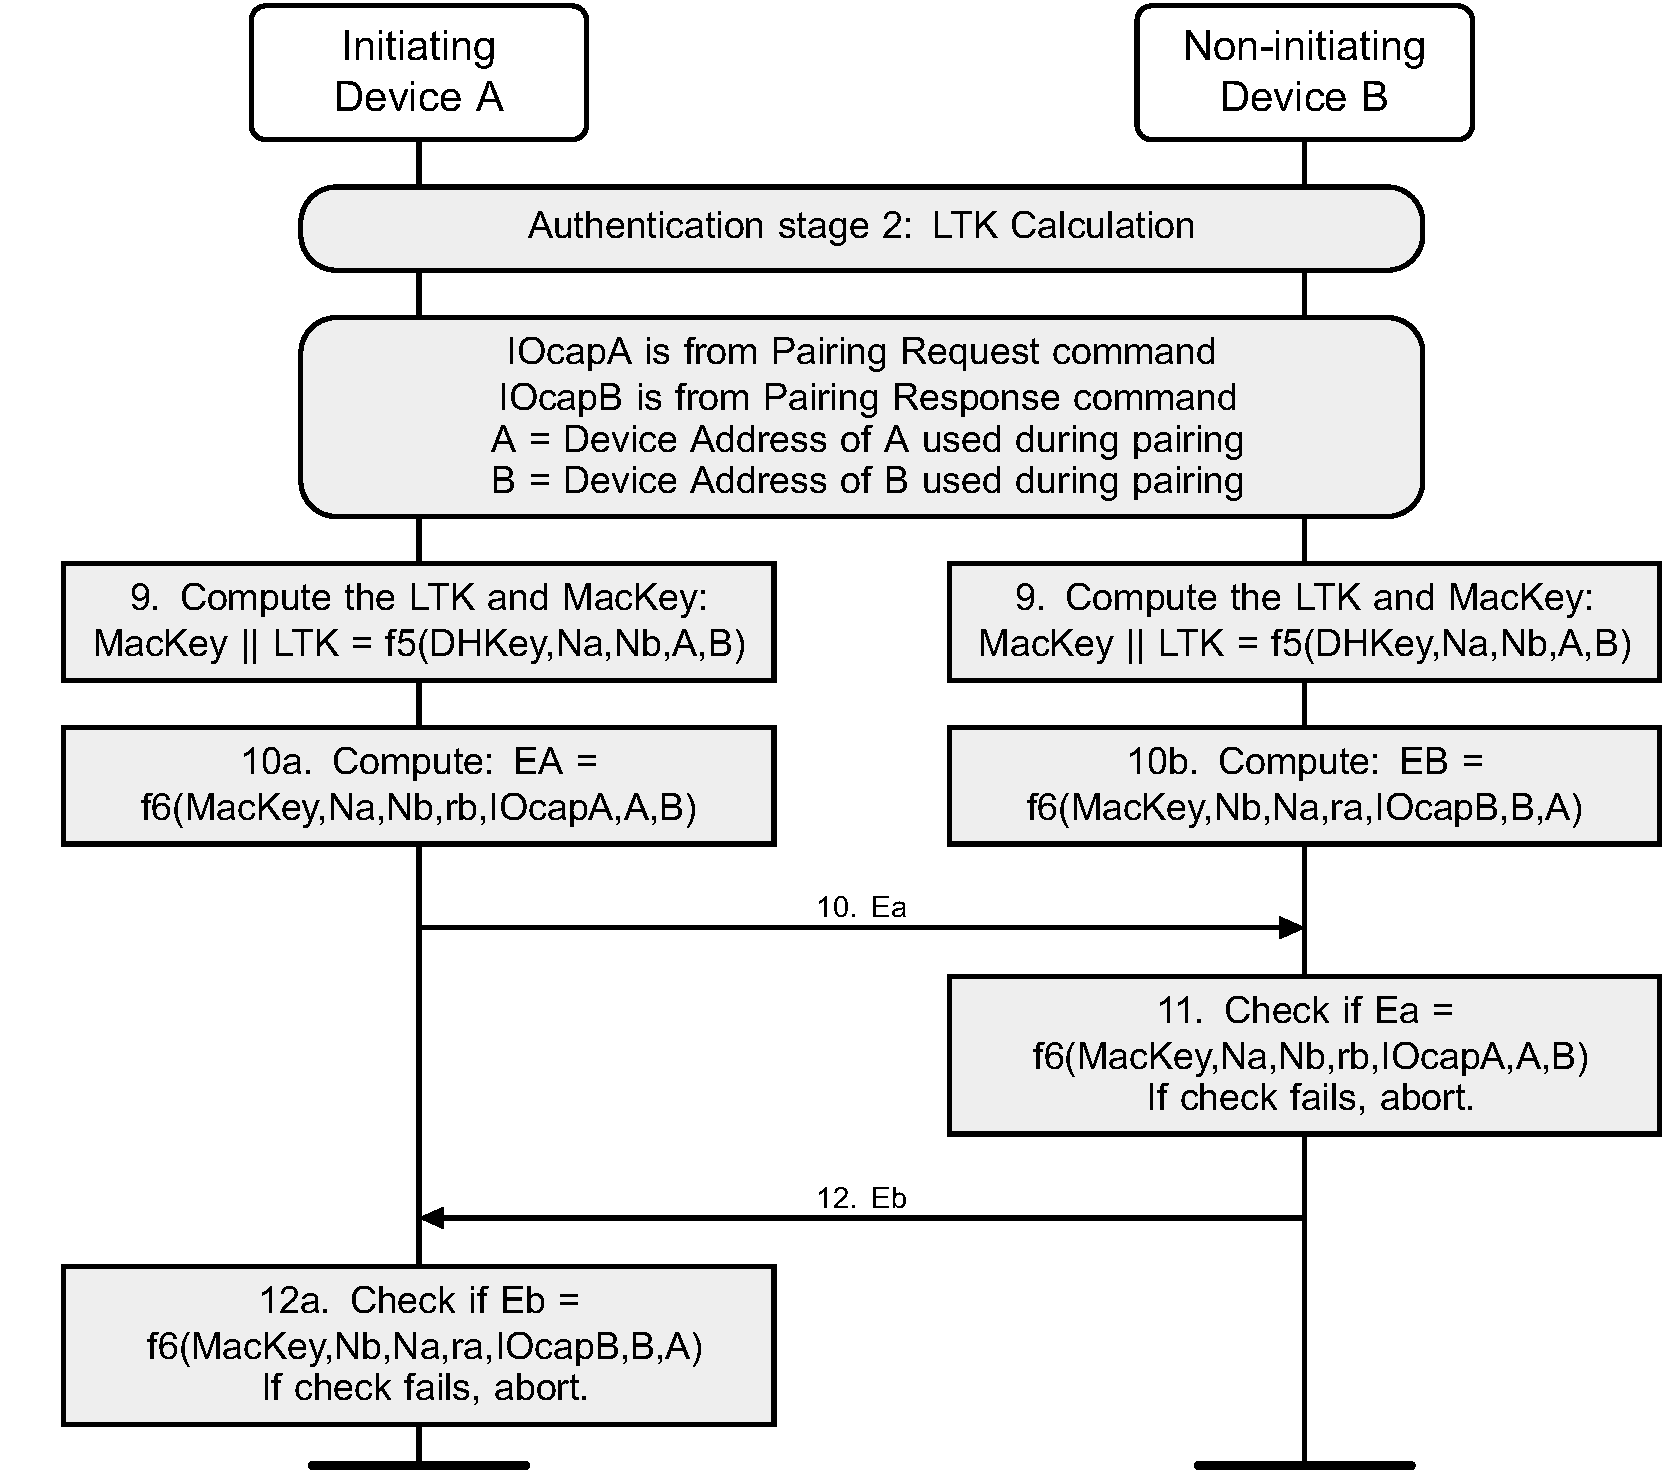 Initiating
Device A
Non-initiating
Device B
Authentication stage 2: LTK Calculation
IOcapA is from Pairing Request command
IOcapB is from Pairing Response command
A = Device Address of A used during pairing
B = Device Address of B used during pairing
9. Compute the LTK and MacKey:
MacKey || LTK = f5(DHKey,Na,Nb,A,B)
9. Compute the LTK and MacKey:
MacKey || LTK = f5(DHKey,Na,Nb,A,B)
10a. Compute: EA =
f6(MacKey,Na,Nb,rb,IOcapA,A,B)
10b. Compute: EB =
f6(MacKey,Nb,Na,ra,IOcapB,B,A)
10. Ea
11. Check if Ea =
f6(MacKey,Na,Nb,rb,IOcapA,A,B)
If check fails, abort.
12. Eb
12a. Check if Eb =
f6(MacKey,Nb,Na,ra,IOcapB,B,A)
If check fails, abort.